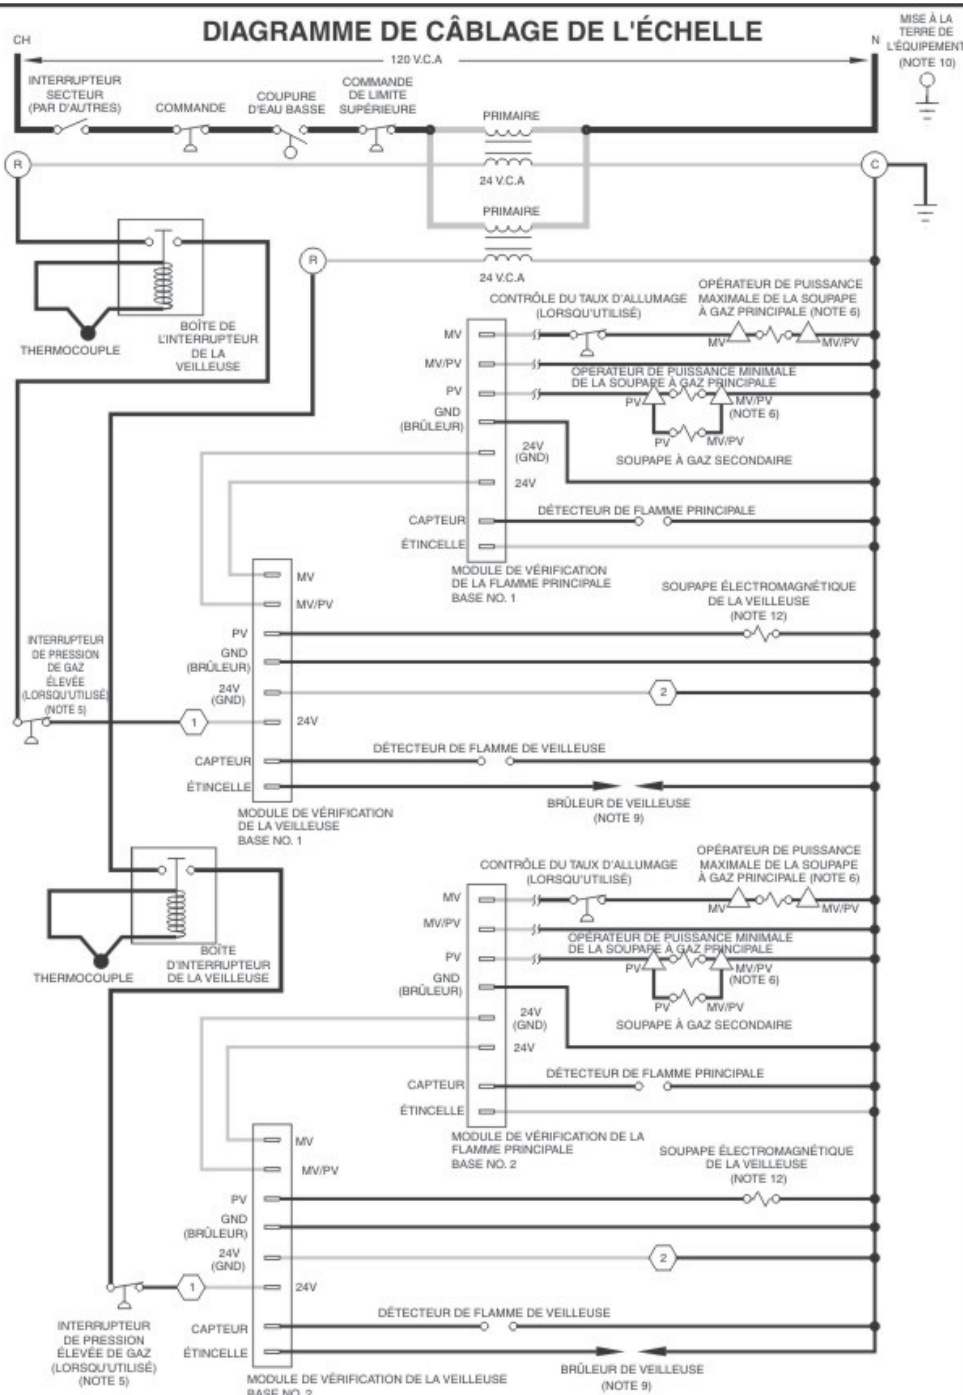 DIAGRAMME DE CÂBLAGE DE L'ÉCHELLE
CH
N
MISE À LA
TERRE DE
L'ÉQUIPEMENT
(NOTE 10)
120 V.C.A
INTERRUPTEUR
SECTEUR
(PAR D'AUTRES)
COMMANDE
COUPURE
D'EAU BASSE
COMMANDE
DE LIMITE
SUPÉRIEURE
PRIMAIRE
R
C
24 V.C.A
PRIMAIRE
R
24 V.C.A
THERMOCOUPLE
BOÎTE DE
L'INTERRUPTEUR
DE LA
VEILLEUSE
CONTRÔLE DU TAUX D'ALLUMAGE
(LORSQU'UTILISÉ)
OPÉRATEUR DE PUISSANCE
MAXIMALE DE LA SOUPAPE
À GAZ PRINCIPALE (NOTE 6)
MV
MV
MV/PV
MV/PV
OPÉRATEUR DE PUISSANCE MINIMALE
DE LA SOUPAPE À GAZ PRINCIPALE
PV
PV
MV/PV
(NOTE 6)
GND
(BRÛLEUR)
PV
MV/PV
24V
(GND)
SOUPAPE À GAZ SECONDAIRE
24V
CAPTEUR
DÉTECTEUR DE FLAMME PRINCIPALE
ÉTINCELLE
MODULE DE VÉRIFICATION
DE LA FLAMME PRINCIPALE
BASE NO. 1
MV
MV/PV
SOUPAPE ÉLECTROMAGNÉTIQUE
DE LA VEILLEUSE
(NOTE 12)
PV
GND
(BRÛLEUR)
INTERRUPTEUR
DE PRESSION
DE GAZ
ÉLEVÉE
(LORSQU'UTILISÉ)
(NOTE 5)
24V
(GND)
2
1
24V
CAPTEUR
DÉTECTEUR DE FLAMME DE VEILLEUSE
ÉTINCELLE
BRÛLEUR DE VEILLEUSE
(NOTE 9)
MODULE DE VÉRIFICATION
DE LA VEILLEUSE
BASE NO. 1
THERMOCOUPLE
BOÎTE
D'INTERRUPTEUR
DE LA VEILLEUSE
CONTRÔLE DU TAUX D'ALLUMAGE
(LORSQU'UTILISÉ)
OPÉRATEUR DE PUISSANCE
MAXIMALE DE LA SOUPAPE
À GAZ PRINCIPALE (NOTE 6)
MV
MV
MV/PV
MV/PV
OPÉRATEUR DE PUISSANCE MINIMALE
DE LA SOUPAPE À GAZ PRINCIPALE
PV
PV
MV/PV
(NOTE 6)
GND
(BRÛLEUR)
PV
MV/PV
24V
(GND)
SOUPAPE À GAZ SECONDAIRE
24V
CAPTEUR
DÉTECTEUR DE FLAMME PRINCIPALE
ÉTINCELLE
MODULE DE VÉRIFICATION DE LA
FLAMME PRINCIPALE
BASE NO. 2
MV
MV/PV
SOUPAPE ÉLECTROMAGNÉTIQUE
DE LA VEILLEUSE
(NOTE 12)
PV
GND
(BRÛLEUR)
24V
(GND)
2
1
24V
INTERRUPTEUR
DE PRESSION
ÉLEVÉE DE GAZ
(LORSQU'UTILISÉ)
(NOTE 5)
CAPTEUR
DÉTECTEUR DE FLAMME DE VEILLEUSE
ÉTINCELLE
BRÛLEUR DE VEILLEUSE
(NOTE 9)
MODULE DE VÉRIFICATION DE LA VEILLEUSE
BASE NO. 2